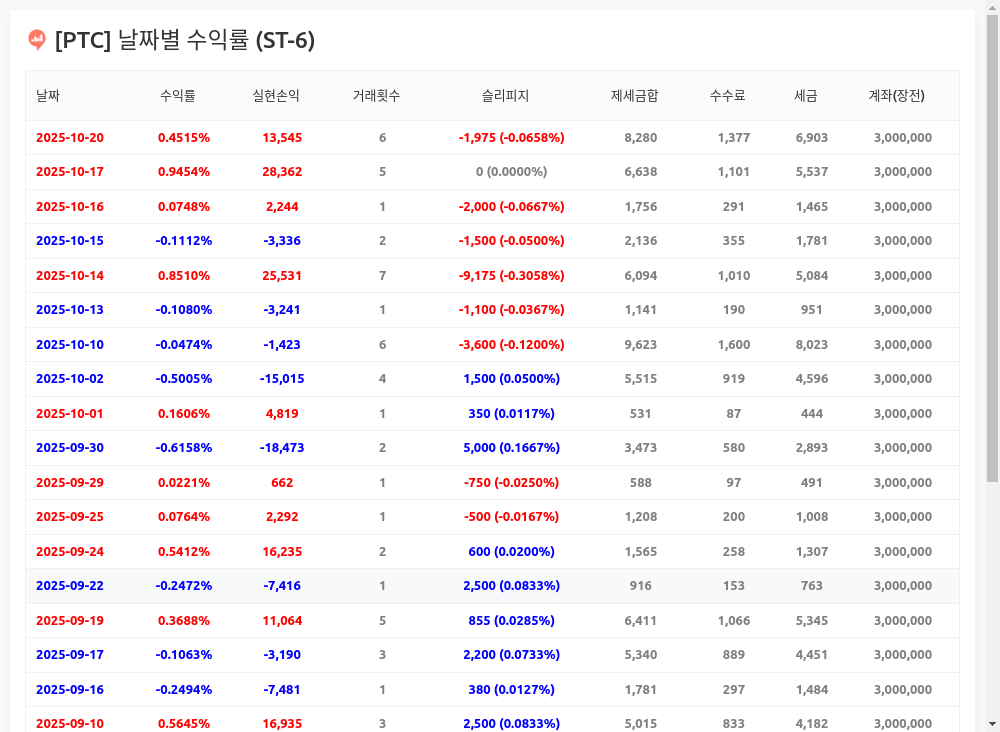 [PTC] 날짜별 수익률 (ST-6)
날짜 수익률 실현손익 거래횟수 슬리피지 제세금합 수수료 세금 계좌(장전)
2025-10-20 0.4515% 13,545 6 -1,975 (-0.0658%) 8,280 1,377 6,903 3,000,000
2025-10-17 0.9454% 28,362 5 0 (0.0000%) 6,638 1,101 5,537 3,000,000
2025-10-16 0.0748% 2,244 1 -2,000 (-0.0667%) 1,756 291 1,465 3,000,000
2025-10-15 -0.1112% -3,336 2 -1,500 (-0.0500%) 2,136 355 1,781 3,000,000
2025-10-14 0.8510% 25,531 7 -9,175 (-0.3058%) 6,094 1,010 5,084 3,000,000
2025-10-13 -0.1080% -3,241 1 -1,100 (-0.0367%) 1,141 190 951 3,000,000
2025-10-10 -0.0474% -1,423 6 -3,600 (-0.1200%) 9,623 1,600 8,023 3,000,000
2025-10-02 -0.5005% -15,015 4 1,500 (0.0500%) 5,515 919 4,596 3,000,000
2025-10-01 0.1606% 4,819 1 350 (0.0117%) 531 87 444 3,000,000
2025-09-30 -0.6158% -18,473 2 5,000 (0.1667%) 3,473 580 2,893 3,000,000
2025-09-29 0.0221% 662 1 -750 (-0.0250%) 588 97 491 3,000,000
2025-09-25 0.0764% 2,292 1 -500 (-0.0167%) 1,208 200 1,008 3,000,000
2025-09-24 0.5412% 16,235 2 600 (0.0200%) 1,565 258 1,307 3,000,000
2025-09-22 -0.2472% -7,416 1 2,500 (0.0833%) 916 153 763 3,000,000
2025-09-19 0.3688% 11,064 5 855 (0.0285%) 6,411 1,066 5,345 3,000,000
2025-09-17 -0.1063% -3,190 3 2,200 (0.0733%) 5,340 889 4,451 3,000,000
2025-09-16 -0.2494% -7,481 1 380 (0.0127%) 1,781 297 1,484 3,000,000
2025-09-10 0.5645% 16,935 3 2,500 (0.0833%) 5,015 833 4,182 3,000,000